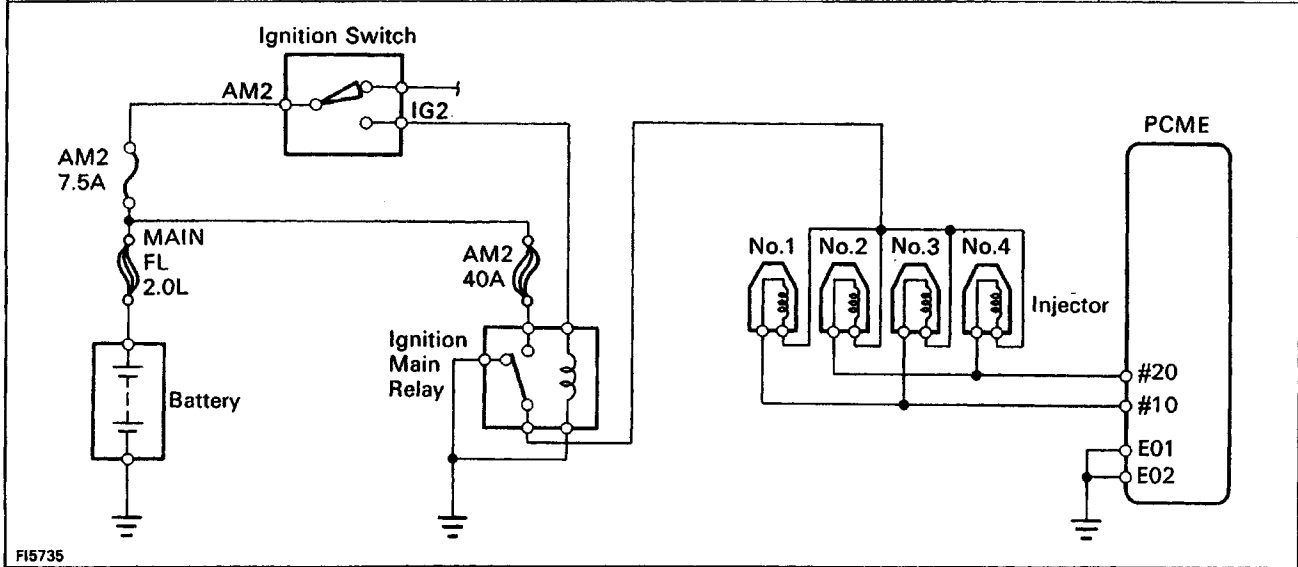 Ignition Switch
AM2
IG2
AM2
7.5A
MAIN
FL
2.0L
AM2
40A
Ignition
Main
Relay
Battery
No.1 No.2 No.3 No.4
Injector
PCME
#20
#10
E01
E02
FI5735